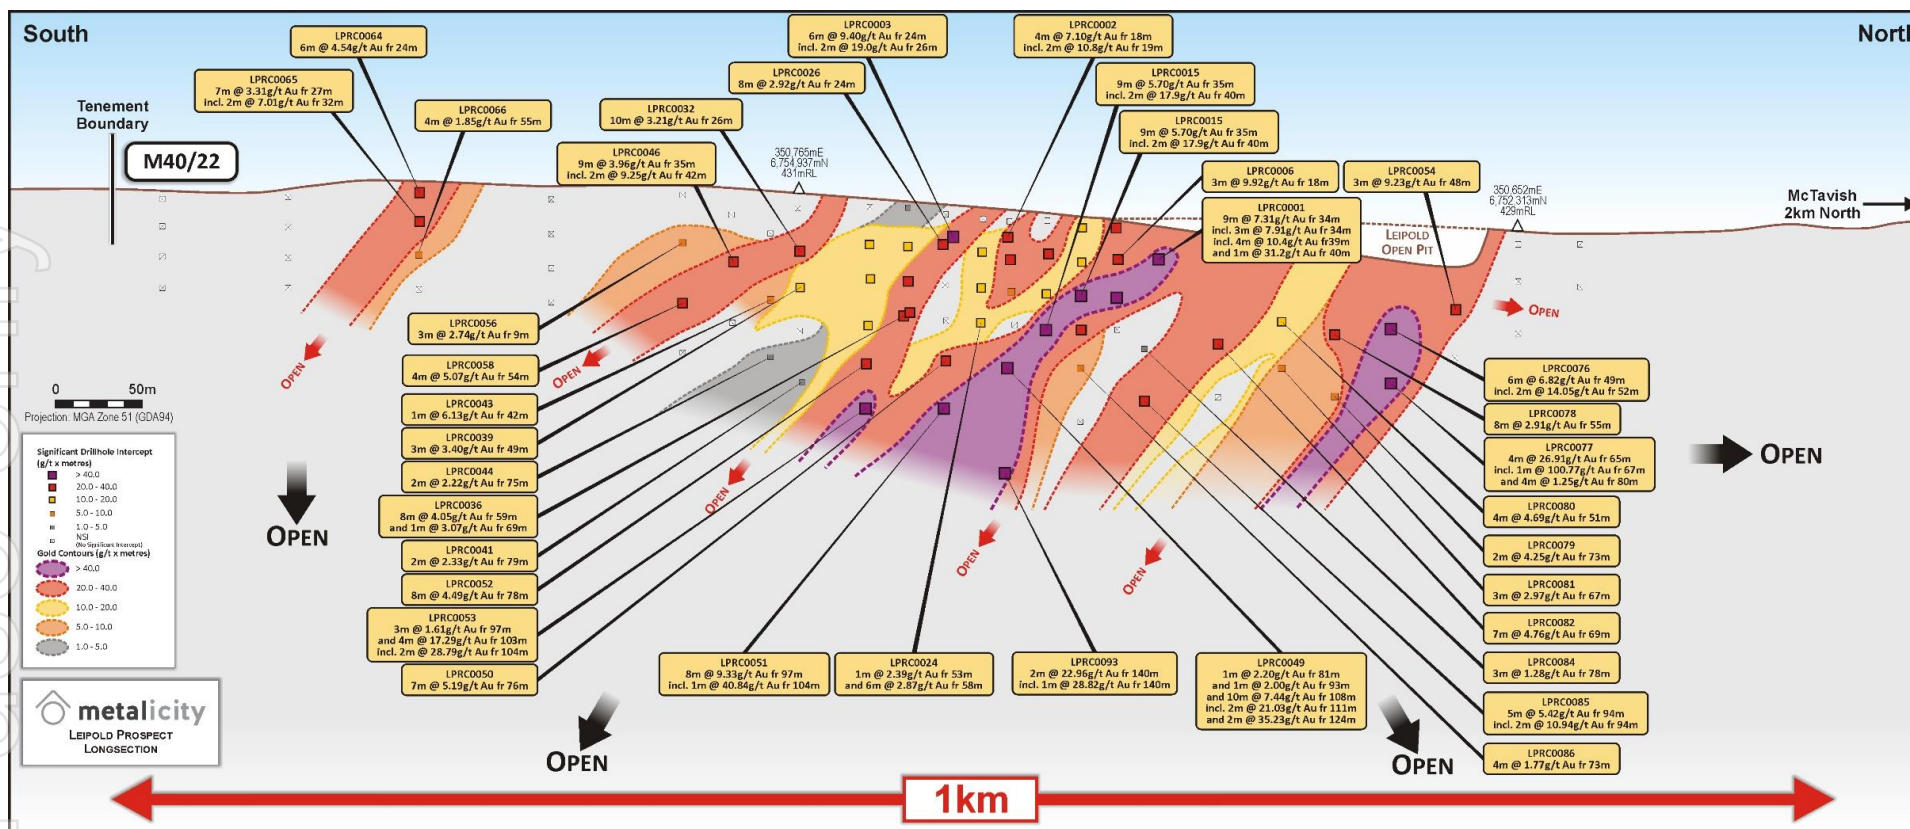 South
North
LPRC0064
6m @ 4.54g/t Au fr 24m
LPRC0065
7m @ 3.31g/t Au fr 27m
incl. 2m @ 7.01g/t Au fr 32m
LPRC0066
4m @ 1.85g/t Au fr 55m
Tenement
Boundary
M40/22
LPRC0003
6m @ 9.40g/t Au fr 24m
incl. 2m @ 19.0g/t Au fr 26m
LPRC0026
8m @ 2.92g/t Au fr 24m
LPRC0032
10m @ 3.21g/t Au fr 26m
LPRC0046
9m @ 3.96g/t Au fr 35m
incl. 2m @ 9.25g/t Au fr 42m
350,765mE
6,754,937mN
431mRL
LPRC0002
4m @ 7.10g/t Au fr 18m
incl. 2m @ 10.8g/t Au fr 19m
LPRC0015
9m @ 5.70g/t Au fr 35m
incl. 2m @ 17.9g/t Au fr 40m
LPRC0015
9m @ 5.70g/t Au fr 35m
incl. 2m @ 17.9g/t Au fr 40m
LPRC0006
3m @ 9.92g/t Au fr 18m
LPRC0054
3m @ 9.23g/t Au fr 48m
LPRC0001
9m @ 7.31g/t Au fr 34m
incl. 3m @ 7.91g/t Au fr 34m
incl. 4m @ 10.4g/t Au fr39m
and 1m @ 31.2g/t Au fr 40m
350,652mE
6,752,313mN
429mRL
McTavish
2km North
LEIPOLD
OPEN PIT
OPEN
OPEN
OPEN
OPEN
OPEN
OPEN
0 50m
Projection: MGA Zone 51 (GDA94)
Significant Drillhole Intercept
(g/t x metres)
> 40.0
20.0 - 40.0
10.0 - 20.0
5.0 - 10.0
1.0 - 5.0
NSI
(No Significant Intercept)
Gold Contours (g/t x metres)
> 40.0
20.0 - 40.0
10.0 - 20.0
5.0 - 10.0
1.0 - 5.0
metalicity
LEIPOLD PROSPECT
LONGSECTION
OPEN
OPEN
OPEN
OPEN
LPRC0056
3m @ 2.74g/t Au fr 9m
LPRC0058
4m @ 5.07g/t Au fr 54m
LPRC0043
1m @ 6.13g/t Au fr 42m
LPRC0039
3m @ 3.40g/t Au fr 49m
LPRC0044
2m @ 2.22g/t Au fr 75m
LPRC0036
8m @ 4.05g/t Au fr 59m
and 1m @ 3.07g/t Au fr 69m
LPRC0041
2m @ 2.33g/t Au fr 79m
LPRC0052
8m @ 4.49g/t Au fr 78m
LPRC0053
3m @ 1.61g/t Au fr 97m
and 4m @ 17.29g/t Au fr 103m
incl. 2m @ 28.79g/t Au fr 104m
LPRC0050
7m @ 5.19g/t Au fr 76m
LPRC0051
8m @ 9.33g/t Au fr 97m
incl. 1m @ 40.84g/t Au fr 104m
LPRC0024
1m @ 2.39g/t Au fr 53m
and 6m @ 2.87g/t Au fr 58m
LPRC0093
2m @ 22.96g/t Au fr 140m
incl. 1m @ 28.82g/t Au fr 140m
LPRC0049
1m @ 2.20g/t Au fr 81m
and 1m @ 2.00g/t Au fr 93m
and 10m @ 7.44g/t Au fr 108m
incl. 2m @ 21.03g/t Au fr 111m
and 2m @ 35.23g/t Au fr 124m
LPRC0076
6m @ 6.82g/t Au fr 49m
incl. 2m @ 14.05g/t Au fr 52m
LPRC0078
8m @ 2.91g/t Au fr 55m
LPRC0077
4m @ 26.91g/t Au fr 65m
incl. 1m @ 100.77g/t Au fr 67m
and 4m @ 1.25g/t Au fr 80m
LPRC0080
4m @ 4.69g/t Au fr 51m
LPRC0079
2m @ 4.25g/t Au fr 73m
LPRC0081
3m @ 2.97g/t Au fr 67m
LPRC0082
7m @ 4.76g/t Au fr 69m
LPRC0084
3m @ 1.28g/t Au fr 78m
LPRC0085
5m @ 5.42g/t Au fr 94m
incl. 2m @ 10.94g/t Au fr 94m
LPRC0086
4m @ 1.77g/t Au fr 73m
1km